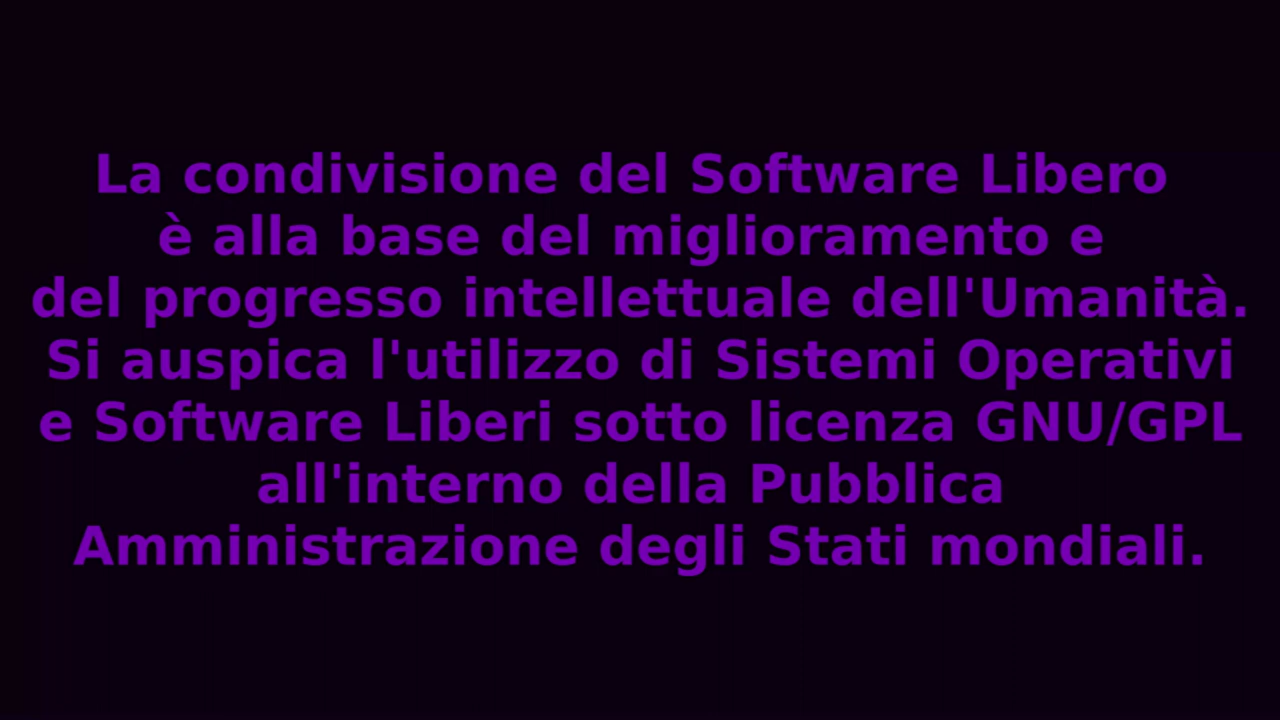 La condivisione del Software Libero
è alla base del miglioramento e
del progresso intellettuale dell'Umanità.
Si auspica l'utilizzo di Sistemi Operativi
e Software Liberi sotto licenza GNU/GPL
all'interno della Pubblica
Amministrazione degli Stati mondiali.